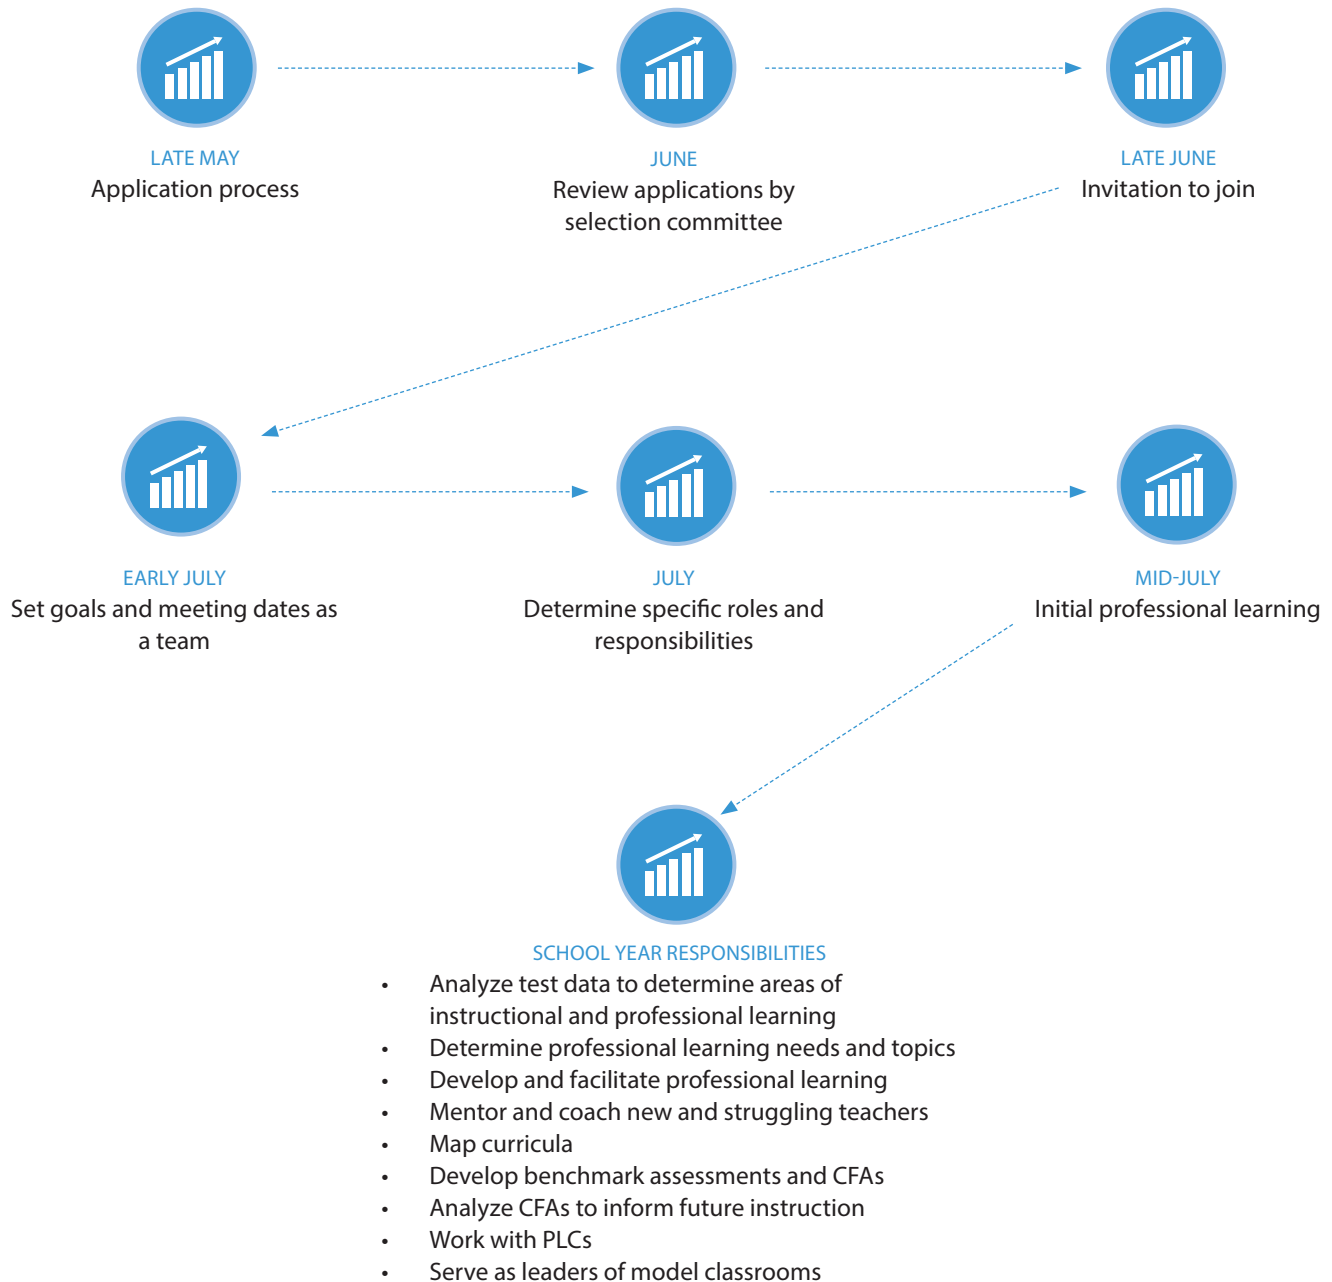 LATE MAY
Application process
JUNE
Review applications by
selection committee
LATE JUNE
Invitation to join
EARLY JULY
Set goals and meeting dates as
a team
JULY
Determine specific roles and
responsibilities
MID-JULY
Initial professional learning
SCHOOL YEAR RESPONSIBILITIES
• Analyze test data to determine areas of
instructional and professional learning
• Determine professional learning needs and topics
• Develop and facilitate professional learning
• Mentor and coach new and struggling teachers
• Map curricula
• Develop benchmark assessments and CFAs
• Analyze CFAs to inform future instruction
• Work with PLCs
• Serve as leaders of model classrooms